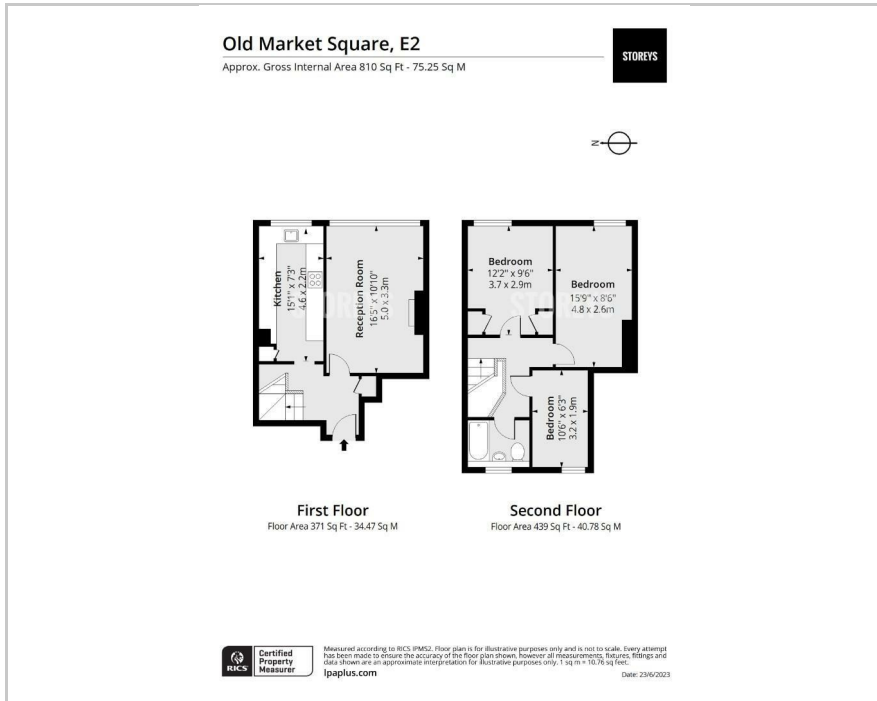 Old Market Square, E2
Approx. Gross Internal Area 810 Sq Ft - 75.25 Sq M
STOREYS
N
Kitchen
15'1" x 7'3"
4.6 x 2.2m
Reception Room
16'5" x 10'10"
5.0 x 3.3m
STOREYS
Bedroom
12'2" x 9'6"
3.7 x 2.9m
Bedroom
15'9" x 8'6"
4.8 x 2.6m
STOREYS
Bedroom
10'6" x 6'3"
3.2 x 1.9m
First Floor
Floor Area 371 Sq Ft - 34.47 Sq M
Second Floor
Floor Area 439 Sq Ft - 40.78 Sq M
RICS
Certified
Property
Measurer
Measured according to RICS IPMS2. Floor plan is for illustrative purposes only and is not to scale. Every attempt
has been made to ensure the accuracy of the floor plan shown, however all measurements, fixtures, fittings and
data shown are an approximate interpretation for illustrative purposes only. 1 sq m = 10.76 sq feet.
lpaplus.com
Date: 23/6/2023